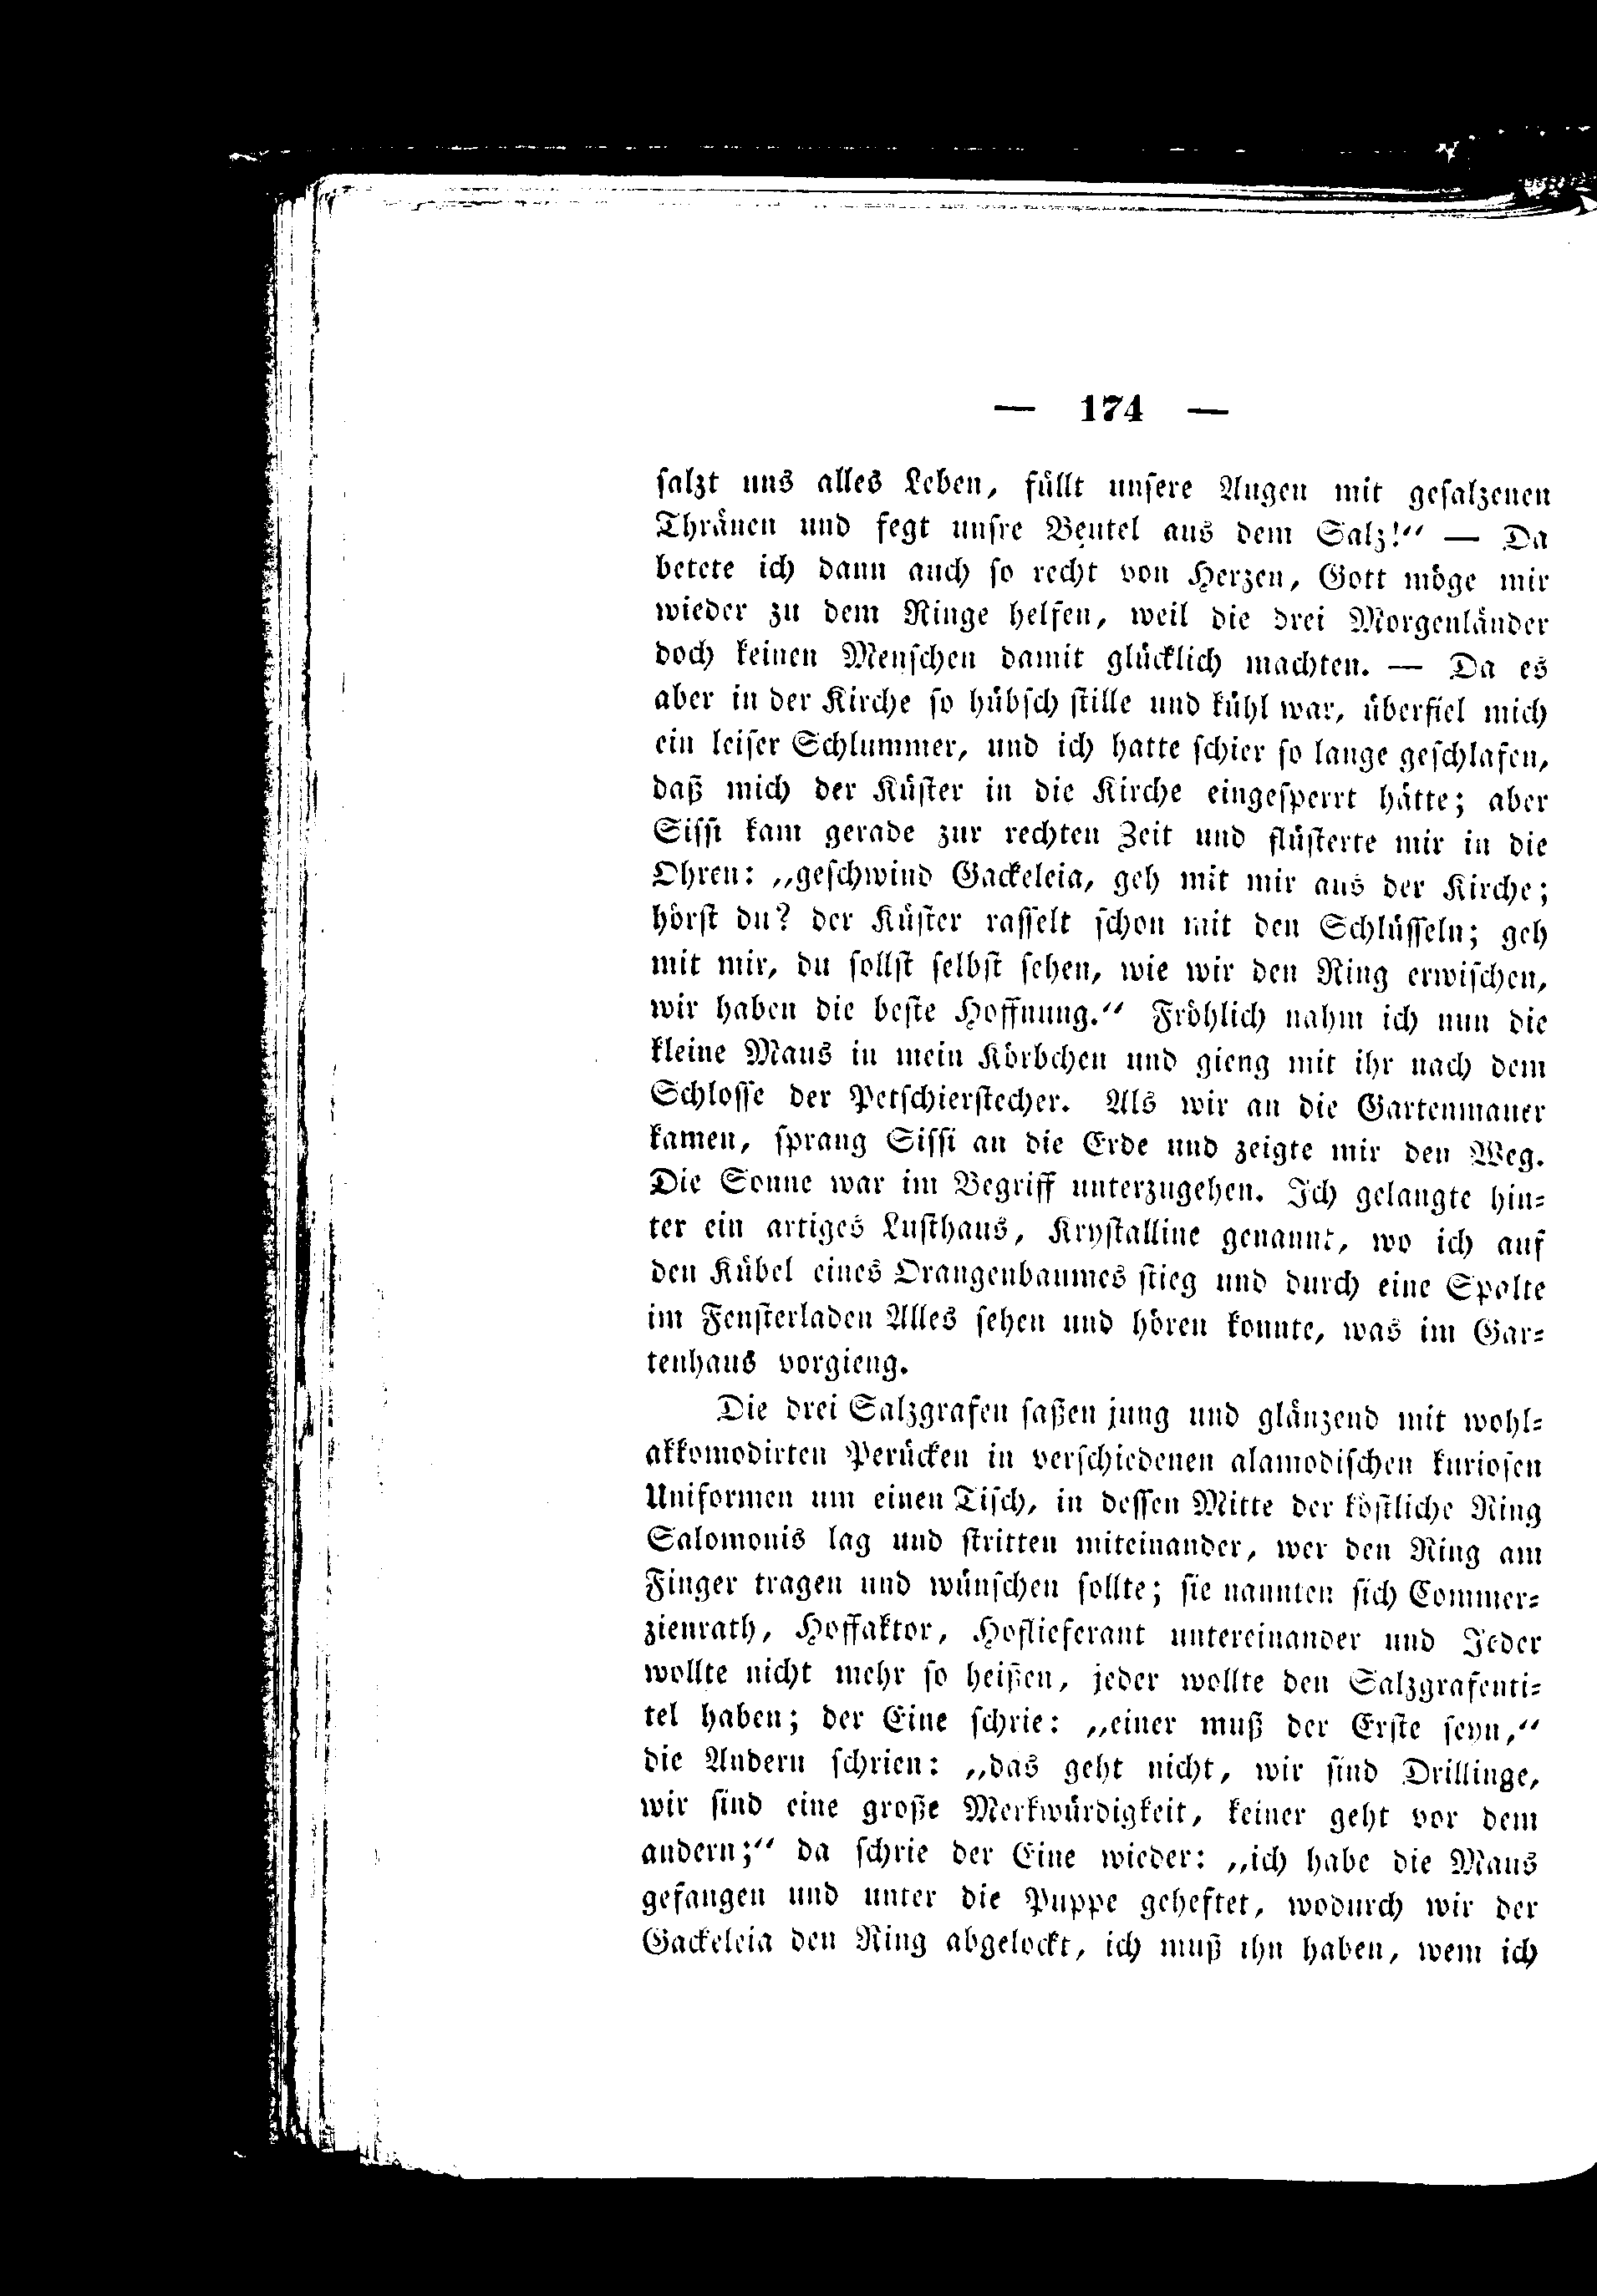 — 174 —
salzt uns alles Leben, füllt unsere Augen mit gesalzenen
Thränen und fegt unsre Beutel aus dem Salz!“ — Da
betete ich dann auch so recht von Herzen, Gott möge mir
wieder zu dem Ringe helfen, weil die drei Morgenländer
doch keinen Menschen damit glücklich machten. — Da es
aber in der Kirche so hübsch stille und kühl war, überfiel mich
ein leiser Schlummer, und ich hatte schier so lange geschlafen,
daß mich der Küster in die Kirche eingesperrt hätte; aber
Sissi kam gerade zur rechten Zeit und flüsterte mir in die
Ohren: „geschwind Gackeleia, geh mit mir aus der Kirche;
hörst du? der Küster rasselt schon mit den Schlüsseln; geh
mit mir, du sollst selbst sehen, wie wir den Ring erwischen,
wir haben die beste Hoffnung.“ Fröhlich nahm ich nun die
kleine Maus in mein Körbchen und gieng mit ihr nach dem
Schlosse der Petschierstecher. Als wir an die Gartenmauer
kamen, sprang Sissi an die Erde und zeigte mir den Weg.
Die Sonne war im Begriff unterzugehen. Ich gelangte hin-
ter ein artiges Lusthaus, Krystalline genannt, wo ich auf
den Kübel eines Orangenbaumes stieg und durch eine Spalte
im Fensterladen Alles sehen und hören konnte, was im Gar-
tenhaus vorgieng.
Die drei Salzgrafen saßen jung und glänzend mit wohl-
akkomodirten Perücken in verschiedenen alamodischen kuriosen
Uniformen um einen Tisch, in dessen Mitte der köstliche Ring
Salomonis lag und stritten miteinander, wer den Ring am
Finger tragen und wünschen sollte; sie nannten sich Commer-
zienrath, Hoffaktor, Hoflieferant untereinander und Jeder
wollte nicht mehr so heißen, jeder wollte den Salzgrafenti-
tel haben; der Eine schrie: „einer muß der Erste seyn,“
die Andern schrien: „das geht nicht, wir sind Drillinge,
wir sind eine große Merkwürdigkeit, keiner geht vor dem
andern;“ da schrie der Eine wieder: „ich habe die Maus
gefangen und unter die Puppe geheftet, wodurch wir der
Gackeleia den Ring abgelockt, ich muß ihn haben, wem ich